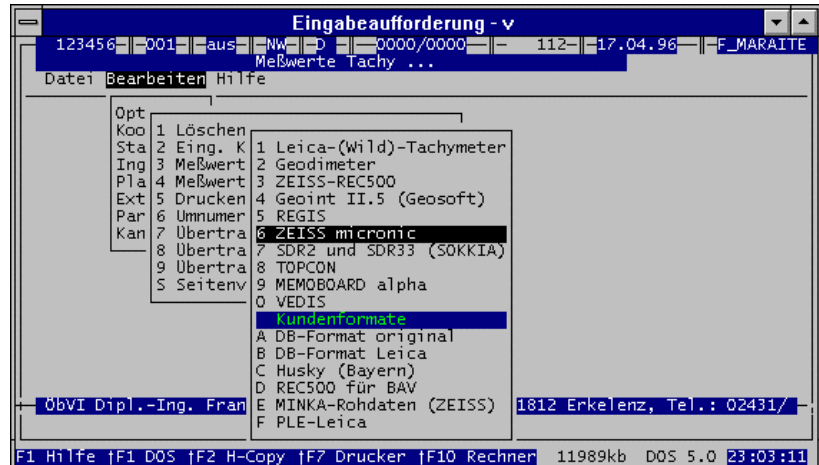 Eingabeaufforderung - v
123456 001 aus NW D 0000/0000 112 17.04.96 F_MARAITE
Meßwerte Tachy ...
Datei Bearbeiten Hilfe
Opt
Koo
Sta
Ing
Pla
Ext
Par
Kan
1 Löschen
2 Eing. K
3 Meßwert
4 Meßwert
5 Drucken
6 Umnumer
7 Übertra
8 Übertra
9 Übertra
S Seitenv
1 Leica-(Wild)-Tachymeter
2 Geodimeter
3 ZEISS-REC500
4 Geoint II.5 (Geosoft)
5 REGIS
6 ZEISS micronic
7 SDR2 und SDR33 (SOKKIA)
8 TOPCON
9 MEMOBOARD alpha
0 VEDIS
Kundenformate
A DB-Format original
B DB-Format Leica
C Husky (Bayern)
D REC500 für BAV
E MINKA-Rohdaten (ZEISS)
F PLE-Leica
ÖbVI Dipl.-Ing. Fran 1812 Erkelenz, Tel.: 02431/
F1 Hilfe ↑F1 DOS ↑F2 H-Copy ↑F7 Drucker ↑F10 Rechner 11989kb DOS 5.0 23:03:11